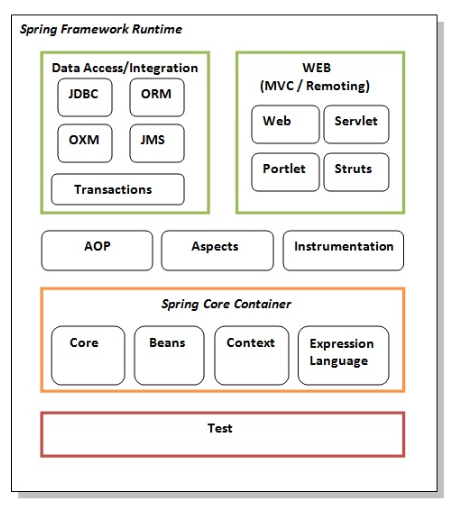 Spring Framework Runtime
Data Access/Integration
JDBC
ORM
OXM
JMS
Transactions
WEB
(MVC / Remoting)
Web
Servlet
Portlet
Struts
AOP
Aspects
Instrumentation
Spring Core Container
Core
Beans
Context
Expression
Language
Test